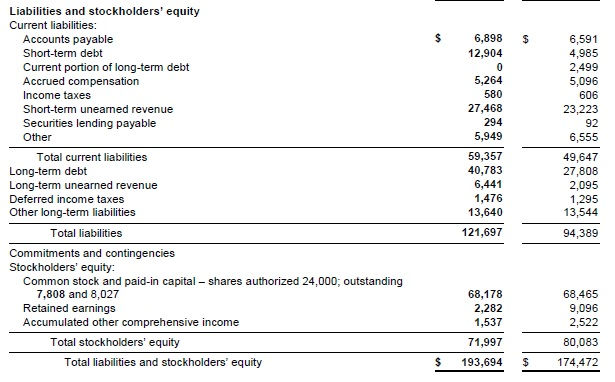 Liabilities and stockholders' equity
Current liabilities:
Accounts payable $ 6,898 $ 6,591
Short-term debt 12,904 4,985
Current portion of long-term debt 0 2,499
Accrued compensation 5,264 5,096
Income taxes 580 606
Short-term unearned revenue 27,468 23,223
Securities lending payable 294 92
Other 5,949 6,555
Total current liabilities 59,357 49,647
Long-term debt 40,783 27,808
Long-term unearned revenue 6,441 2,095
Deferred income taxes 1,476 1,295
Other long-term liabilities 13,640 13,544
Total liabilities 121,697 94,389
Commitments and contingencies
Stockholders' equity:
Common stock and paid-in capital – shares authorized 24,000; outstanding
7,808 and 8,027 68,178 68,465
Retained earnings 2,282 9,096
Accumulated other comprehensive income 1,537 2,522
Total stockholders' equity 71,997 80,083
Total liabilities and stockholders' equity $ 193,694 $ 174,472